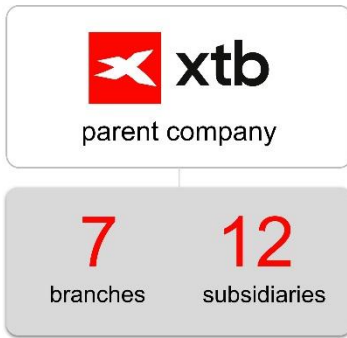 xtb
parent company
7 12
branches subsidiaries